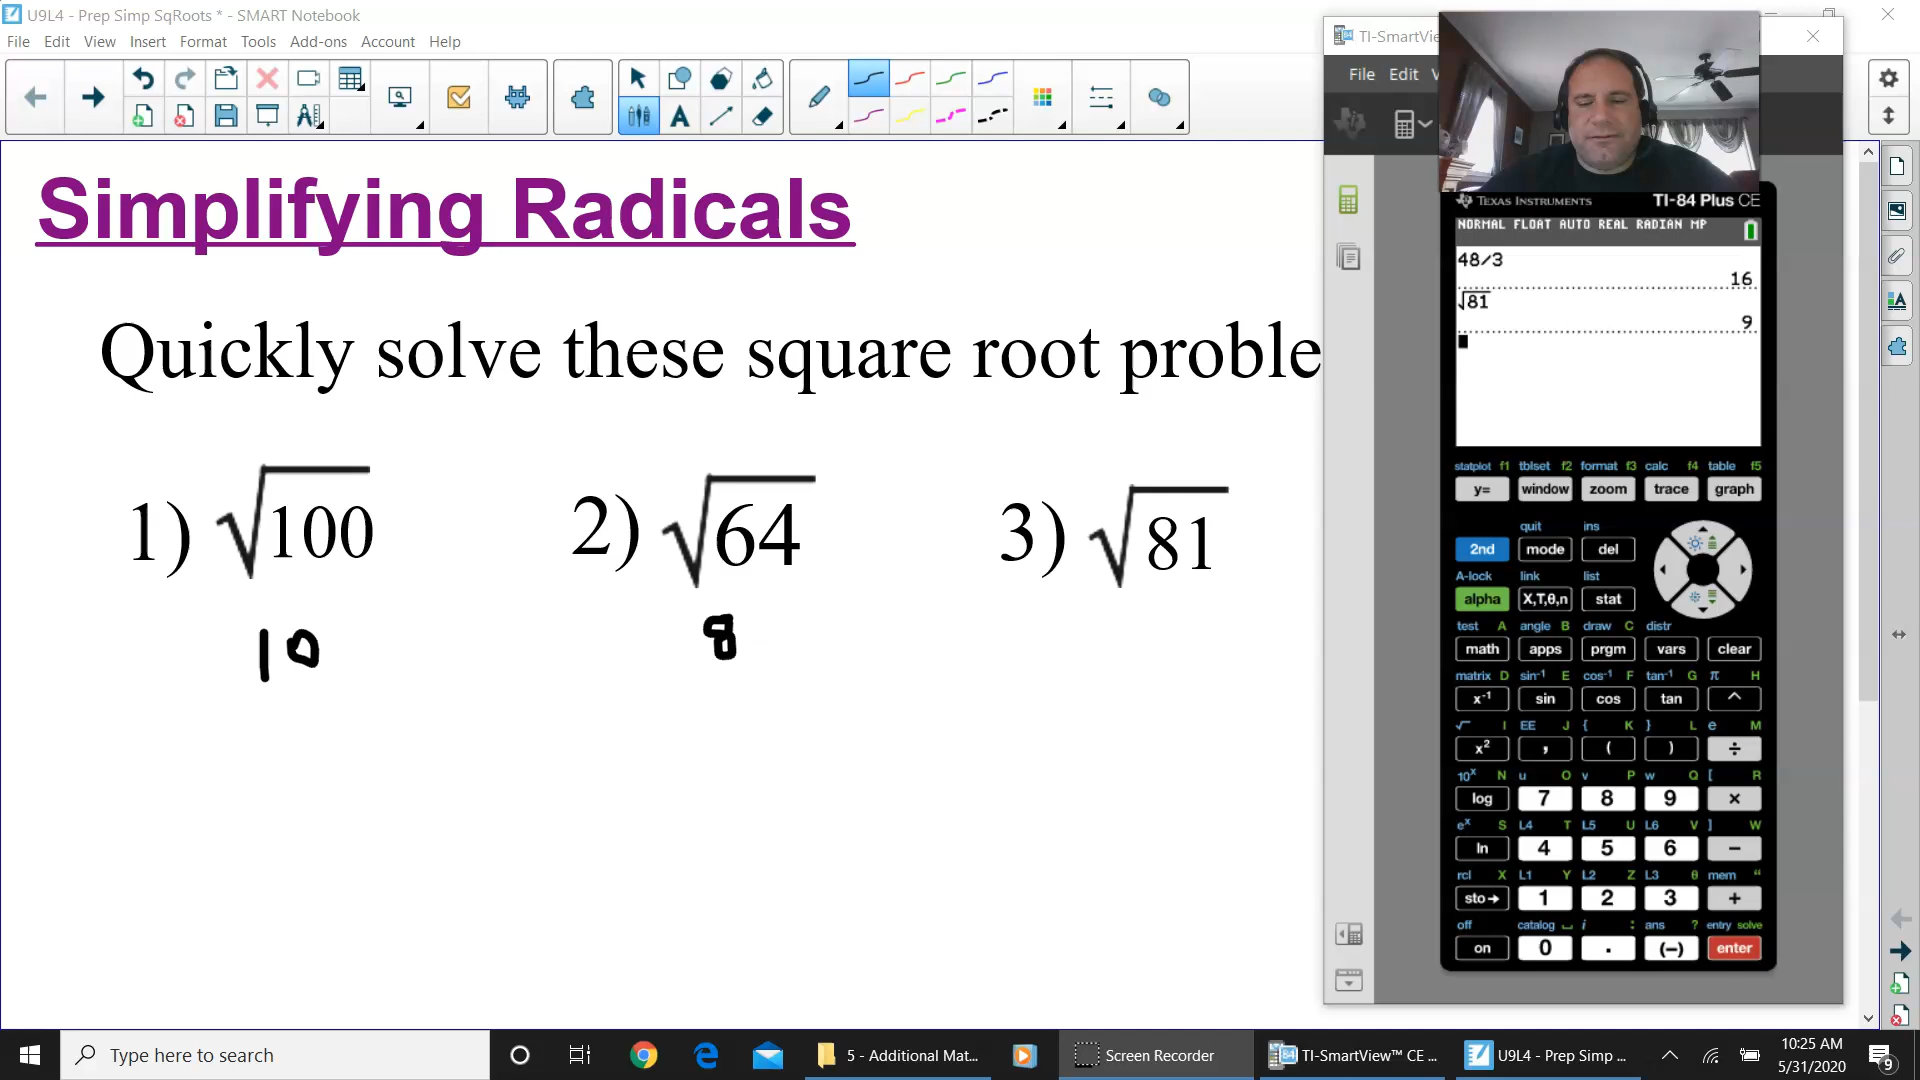 U9L4 - Prep Simp SqRoots * - SMART Notebook
File Edit View Insert Format Tools Add-ons Account Help
TI-SmartVie
File Edit V
Simplifying Radicals
Quickly solve these square root proble
1) √100 2) √64 3) √81
10 8
TEXAS INSTRUMENTS TI-84 Plus CE
NORMAL FLOAT AUTO REAL RADIAN MP
48/3
16
√81
9
statplot f1 tblset f2 format f3 calc f4 table f5
y= window zoom trace graph
quit ins
2nd mode del
A-lock link list
alpha X,T,θ,n stat
test A angle B draw C distr
math apps prgm vars clear
matrix D sin⁻¹ E cos⁻¹ F tan⁻¹ G π H
x⁻¹ sin cos tan ^
√ I EE J { K } L e M
x² , ( ) ÷
10ˣ N u O v P w Q [ R
log 7 8 9 ×
eˣ S L4 T L5 U L6 V ] W
ln 4 5 6 −
rcl X L1 Y L2 Z L3 θ mem "
sto→ 1 2 3 +
off catalog ⎵ i : ans ? entry solve
on 0 . (−) enter
Type here to search
5 - Additional Mat...
Screen Recorder
TI-SmartView™ CE ...
U9L4 - Prep Simp ...
10:25 AM
5/31/2020
9